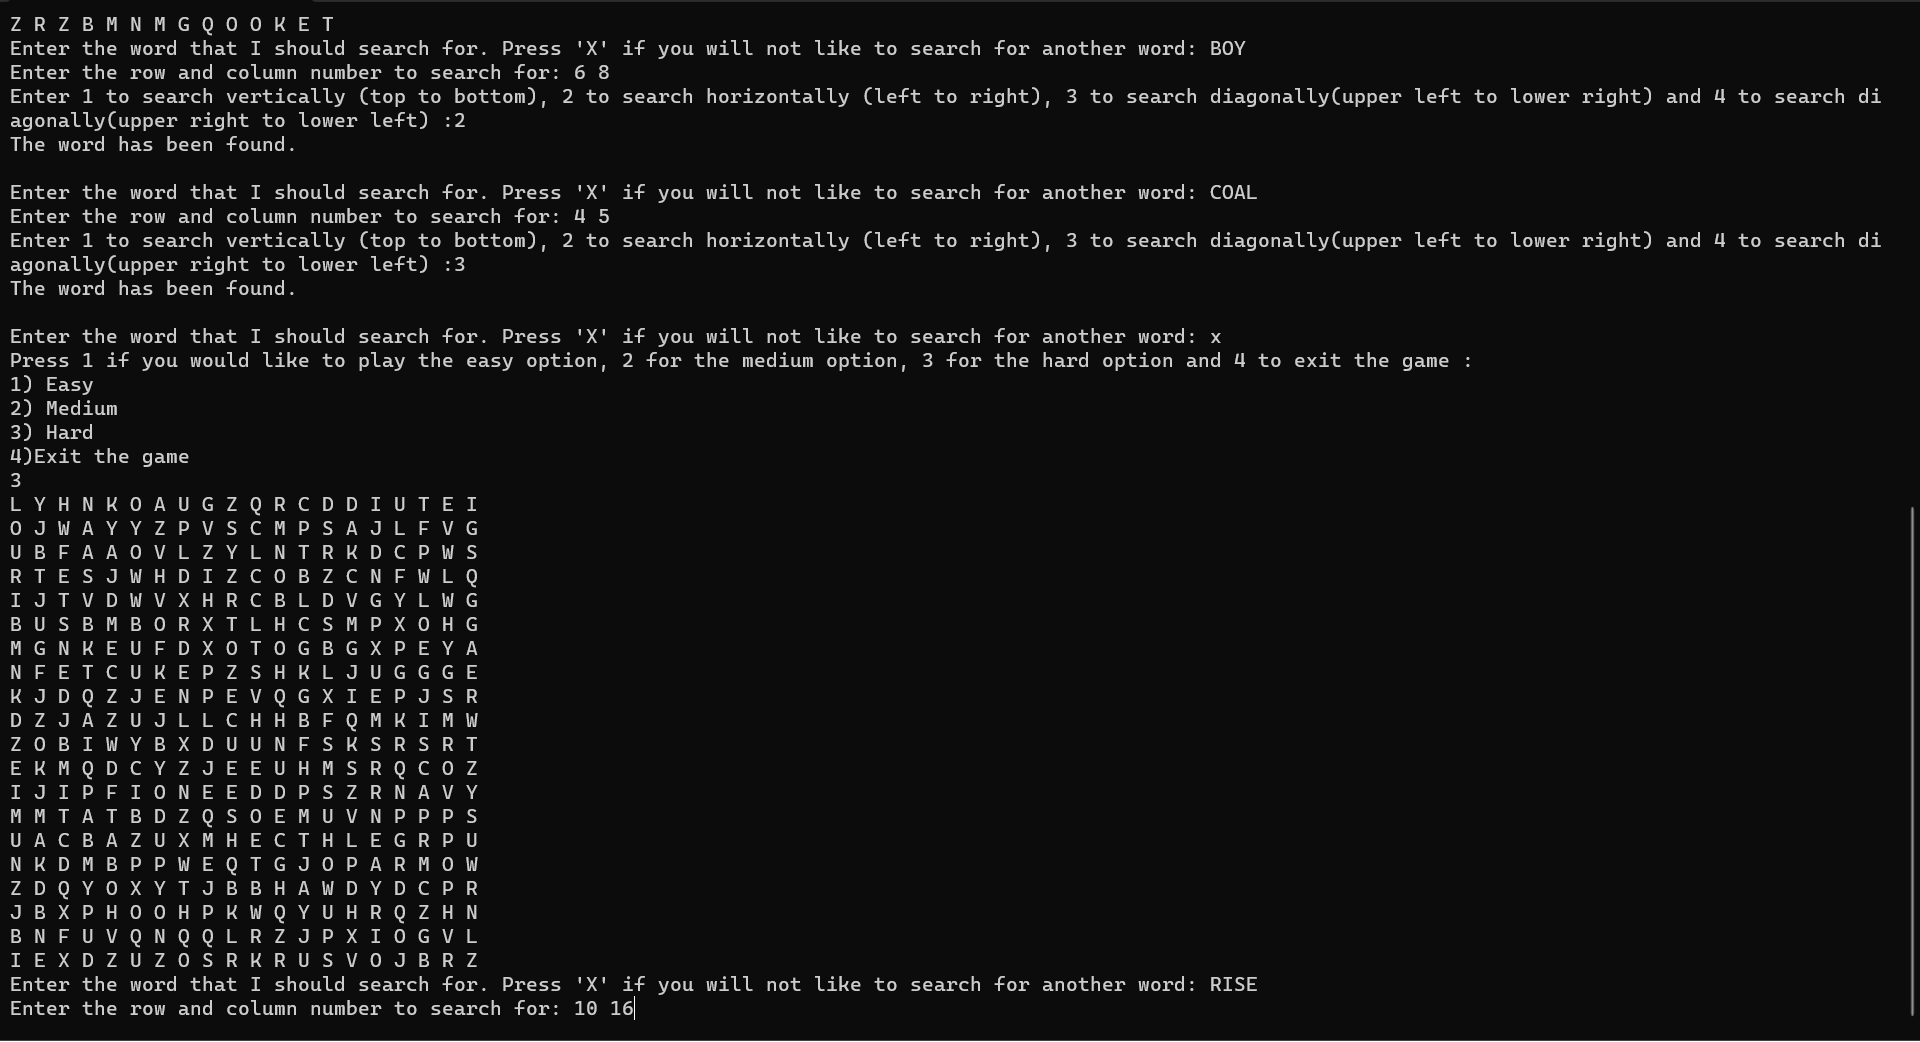 Z R Z B M N M G Q O O K E T
Enter the word that I should search for. Press 'X' if you will not like to search for another word: BOY
Enter the row and column number to search for: 6 8
Enter 1 to search vertically (top to bottom), 2 to search horizontally (left to right), 3 to search diagonally(upper left to lower right) and 4 to search di
agonally(upper right to lower left) :2
The word has been found.
Enter the word that I should search for. Press 'X' if you will not like to search for another word: COAL
Enter the row and column number to search for: 4 5
Enter 1 to search vertically (top to bottom), 2 to search horizontally (left to right), 3 to search diagonally(upper left to lower right) and 4 to search di
agonally(upper right to lower left) :3
The word has been found.
Enter the word that I should search for. Press 'X' if you will not like to search for another word: x
Press 1 if you would like to play the easy option, 2 for the medium option, 3 for the hard option and 4 to exit the game :
1) Easy
2) Medium
3) Hard
4)Exit the game
3
L Y H N K O A U G Z Q R C D D I U T E I
O J W A Y Y Z P V S C M P S A J L F V G
U B F A A O V L Z Y L N T R K D C P W S
R T E S J W H D I Z C O B Z C N F W L Q
I J T V D W V X H R C B L D V G Y L W G
B U S B M B O R X T L H C S M P X O H G
M G N K E U F D X O T O G B G X P E Y A
N F E T C U K E P Z S H K L J U G G G E
K J D Q Z J E N P E V Q G X I E P J S R
D Z J A Z U J L L C H H B F Q M K I M W
Z O B I W Y B X D U U N F S K S R S R T
E K M Q D C Y Z J E E U H M S R Q C O Z
I J I P F I O N E E D D P S Z R N A V Y
M M T A T B D Z Q S O E M U V N P P P S
U A C B A Z U X M H E C T H L E G R P U
N K D M B P P W E Q T G J O P A R M O W
Z D Q Y O X Y T J B B H A W D Y D C P R
J B X P H O O H P K W Q Y U H R Q Z H N
B N F U V Q N Q Q L R Z J P X I O G V L
I E X D Z U Z O S R K R U S V O J B R Z
Enter the word that I should search for. Press 'X' if you will not like to search for another word: RISE
Enter the row and column number to search for: 10 16